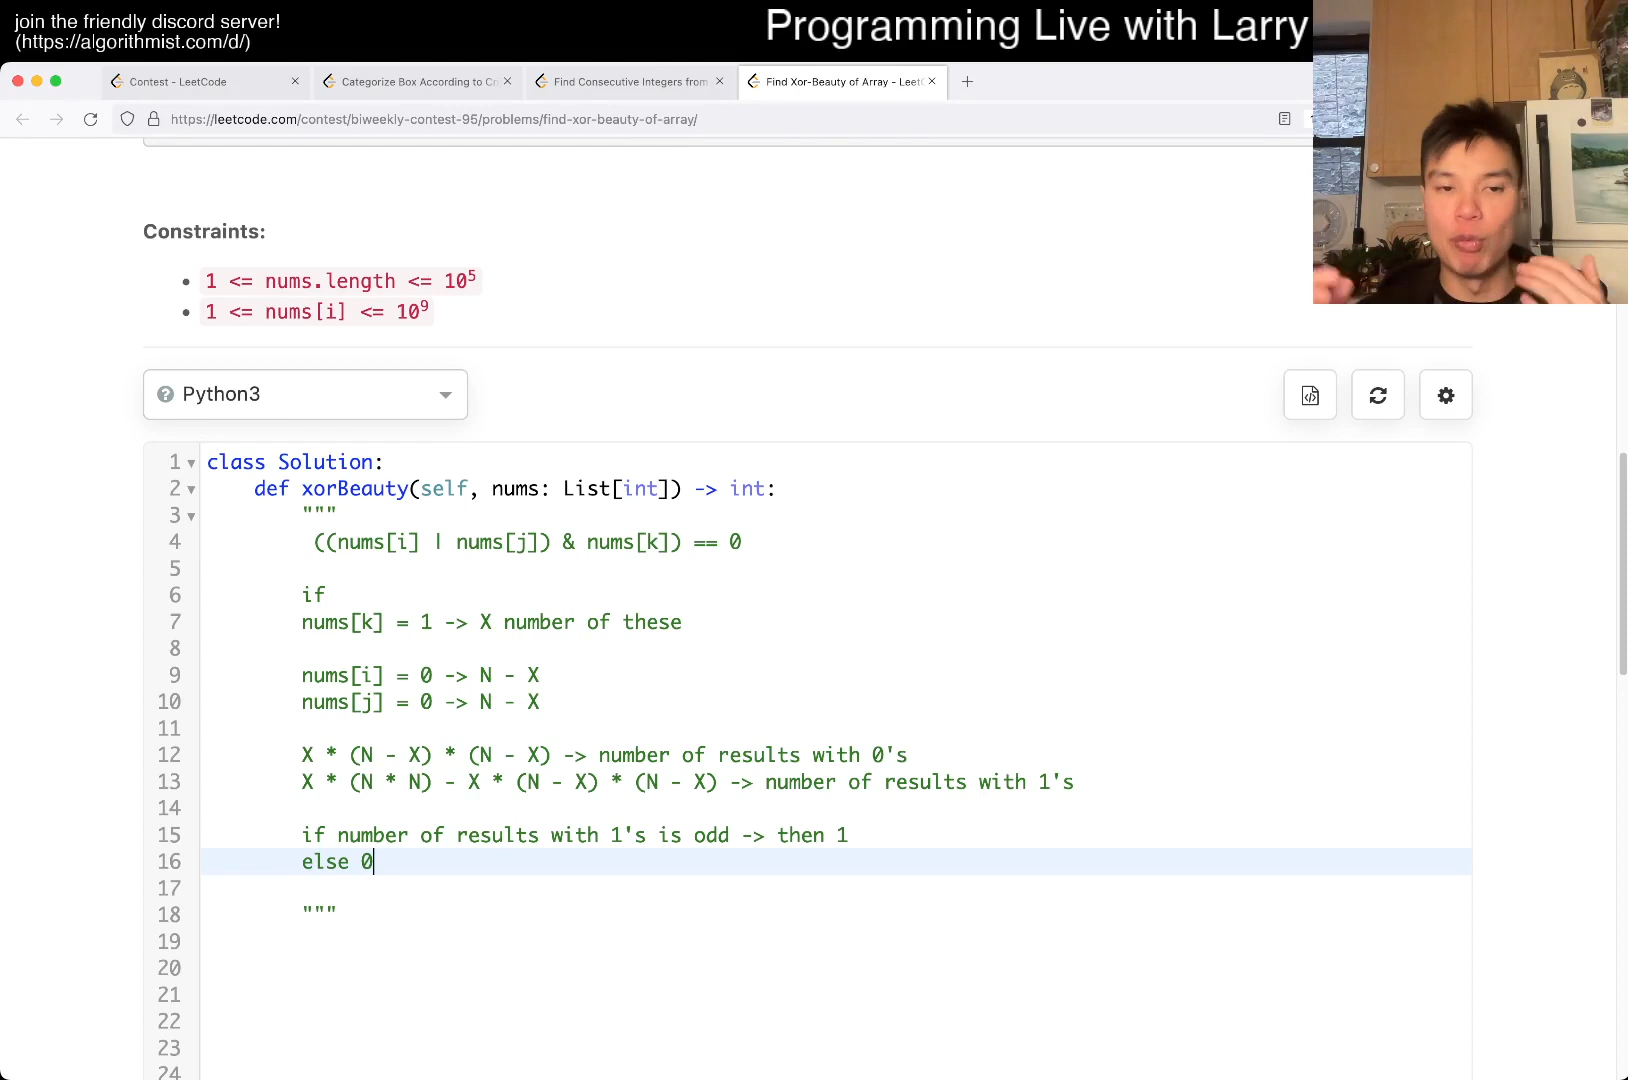 join the friendly discord server!
(https://algorithmist.com/d/)
Programming Live with Larry
Contest - LeetCode
Categorize Box According to Cr
Find Consecutive Integers from
Find Xor-Beauty of Array - LeetC
https://leetcode.com/contest/biweekly-contest-95/problems/find-xor-beauty-of-array/
Constraints:
1 <= nums.length <= 10^5
1 <= nums[i] <= 10^9
Python3
1 class Solution:
2 def xorBeauty(self, nums: List[int]) -> int:
3 """
4 ((nums[i] | nums[j]) & nums[k]) == 0
5
6 if
7 nums[k] = 1 -> X number of these
8
9 nums[i] = 0 -> N - X
10 nums[j] = 0 -> N - X
11
12 X * (N - X) * (N - X) -> number of results with 0's
13 X * (N * N) - X * (N - X) * (N - X) -> number of results with 1's
14
15 if number of results with 1's is odd -> then 1
16 else 0
17
18 """
19
20
21
22
23
24